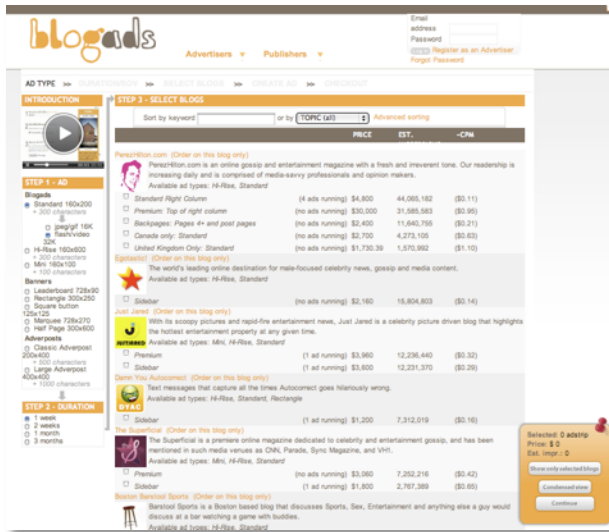 blogads
Email
address
Password
Log in Register as an Advertiser
Forgot Password
Advertisers
Publishers
AD TYPE >>> DURATION/BUY >>> SELECT BLOGS >>> CREATE AD >>> CHECKOUT
INTRODUCTION
STEP 1 - AD
Blogads
Standard 160x200
+ 300 characters
jpeg/gif 16K
flash/video
32K
Hi-Rise 160x600
+ 300 characters
Mini 160x100
+ 100 characters
Banners
Leaderboard 728x90
Rectangle 300x250
Square button
125x125
Marquee 728x270
Half Page 300x600
Adverposts
Classic Adverpost
200x400
+ 500 characters
Large Adverpost
400x400
+ 1000 characters
STEP 2 - DURATION
1 week
2 weeks
1 month
3 months
STEP 3 - SELECT BLOGS
Sort by keyword or by TOPIC (all) Advanced sorting
PRICE EST. ~CPM
PerezHilton.com (Order on this blog only)
PerezHilton.com is an online gossip and entertainment magazine with a fresh and irreverent tone. Our readership is
increasing daily and is comprised of media-savvy professionals and opinion makers.
Available ad types: Hi-Rise, Standard
Standard Right Column (4 ads running) $4,800 44,065,182 ($0.11)
Premium: Top of right column (no ads running) $30,000 31,585,583 ($0.95)
Backpages: Pages 4+ and post pages (no ads running) $2,400 11,640,755 ($0.21)
Canada only: Standard (no ads running) $2,700 4,273,105 ($0.63)
United Kingdom Only: Standard (no ads running) $1,730.39 1,570,992 ($1.10)
Egotastic! (Order on this blog only)
The world's leading online destination for male-focused celebrity news, gossip and media content.
Available ad types: Hi-Rise, Standard
Sidebar (no ads running) $2,160 15,804,803 ($0.14)
Just Jared (Order on this blog only)
With its scoopy pictures and rapid-fire entertainment news, Just Jared is a celebrity picture driven blog that highlights
the hottest entertainment property at any given time.
JUSTJARED
Available ad types: Mini, Hi-Rise, Standard
Premium (1 ad running) $3,960 12,236,440 ($0.32)
Sidebar (no ads running) $3,600 12,231,370 ($0.29)
Damn You Autocorrect (Order on this blog only)
Text messages that capture all the times Autocorrect goes hilariously wrong.
Available ad types: Hi-Rise, Standard, Rectangle
DYAC
Sidebar (1 ad running) $1,200 7,312,019 ($0.16)
The Superficial (Order on this blog only)
The Superficial is a premiere online magazine dedicated to celebrity and entertainment gossip, and has been
mentioned in such media venues as CNN, Parade, Sync Magazine, and VH1.
Available ad types: Mini, Hi-Rise, Standard
Premium (no ads running) $3,060 7,252,216 ($0.42)
Sidebar (1 ad running) $1,800 2,767,389 ($0.65)
Boston Barstool Sports (Order on this blog only)
Barstool Sports is a Boston based blog that discusses Sports, Sex, Entertainment and anything else a guy would
discuss at a bar watching a game with buddies.
Available ad types: Hi-Rise, Standard
Selected: 0 adstrip
Price: $ 0
Est. impr.: 0
Show only selected blogs
Condensed view
Continue